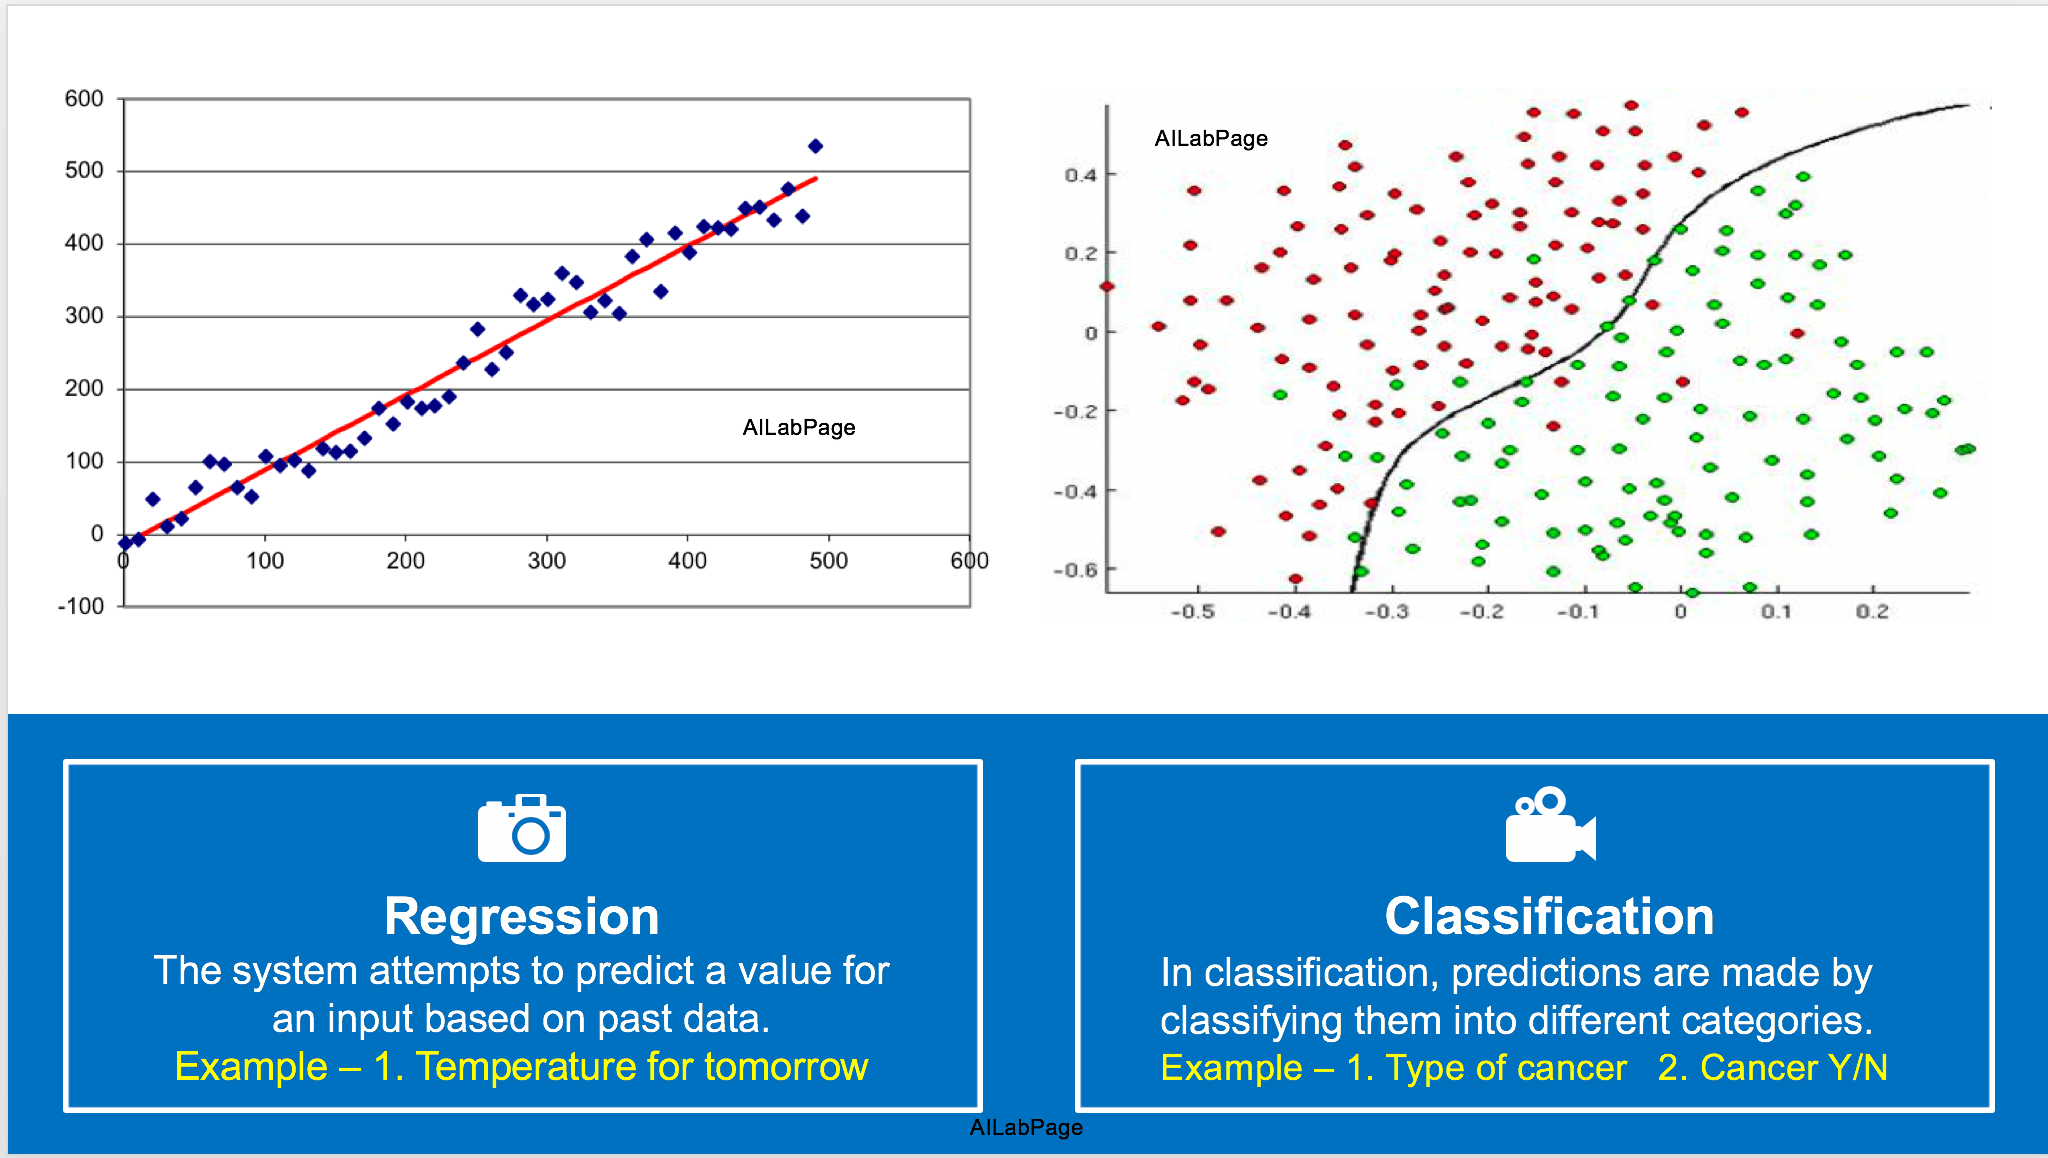 600
500
400
300
200
100
0
-100
0 100 200 300 400 500 600
AILabPage
AILabPage
0.4
0.2
0
-0.2
-0.4
-0.6
-0.5 -0.4 -0.3 -0.2 -0.1 0 0.1 0.2
Regression
The system attempts to predict a value for
an input based on past data.
Example – 1. Temperature for tomorrow
Classification
In classification, predictions are made by
classifying them into different categories.
Example – 1. Type of cancer 2. Cancer Y/N
AILabPage